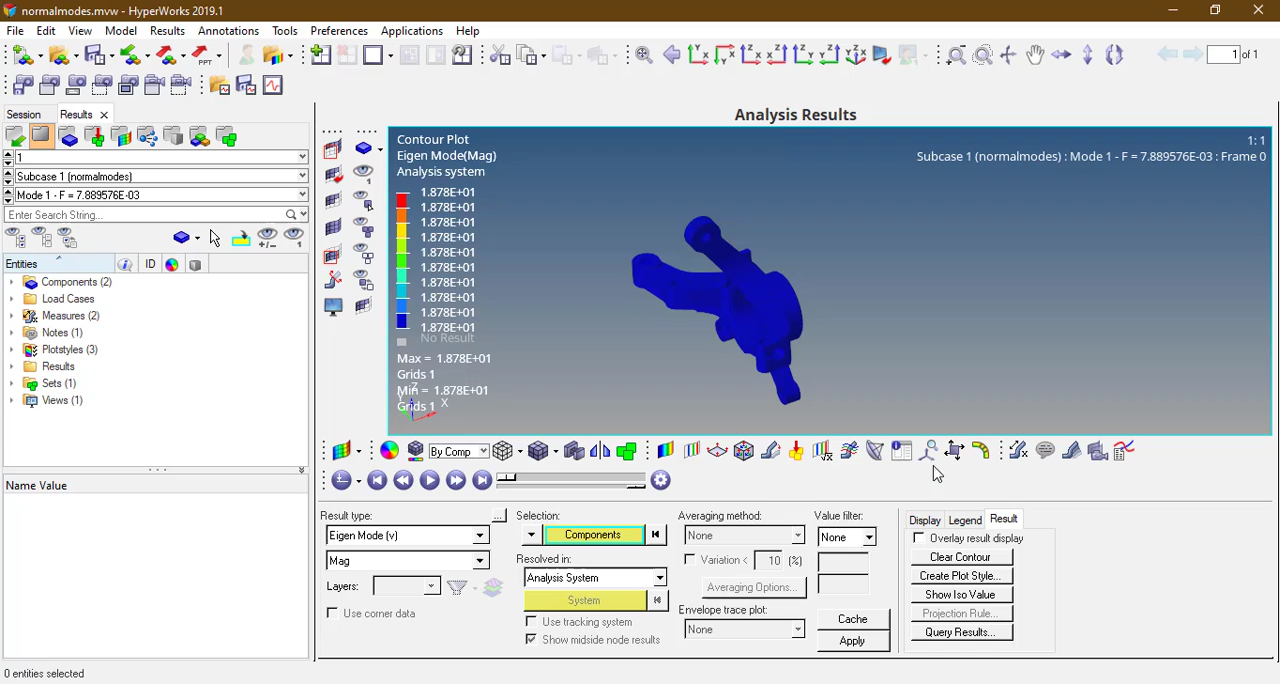 normalmodes.mvw - HyperWorks 2019.1
File Edit View Model Results Annotations Tools Preferences Applications Help
PPT
1 of 1
Session Results
Analysis Results
1
Subcase 1 (normalmodes)
Mode 1 - F = 7.889576E-03
Enter Search String...
Entities ID
Components (2)
Load Cases
Measures (2)
Notes (1)
Plotstyles (3)
Results
Sets (1)
Views (1)
Name Value
Contour Plot
Eigen Mode(Mag)
Analysis system
1.878E+01
1.878E+01
1.878E+01
1.878E+01
1.878E+01
1.878E+01
1.878E+01
1.878E+01
1.878E+01
1.878E+01
No Result
Max = 1.878E+01
Grids 1
Min = 1.878E+01
Grids 1
Z
X
1: 1
Subcase 1 (normalmodes) : Mode 1 - F = 7.889576E-03 : Frame 0
By Comp
Result type:
Eigen Mode (v)
Mag
Layers:
Use corner data
Selection:
Components
Resolved in:
Analysis System
System
Use tracking system
Show midside node results
Averaging method:
None
Variation < 10 (%)
Averaging Options...
Envelope trace plot:
None
Value filter:
None
Cache
Apply
Display Legend Result
Overlay result display
Clear Contour
Create Plot Style...
Show Iso Value
Projection Rule...
Query Results...
0 entities selected